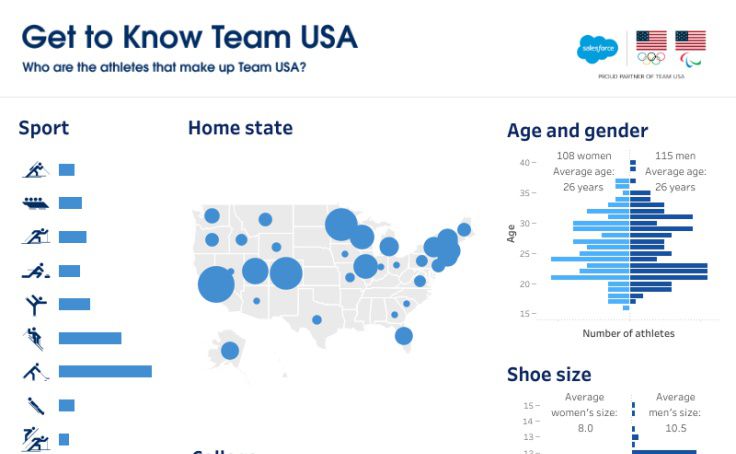 Get to Know Team USA
Who are the athletes that make up Team USA?
salesforce
PROUD PARTNER OF TEAM USA
Sport
Home state
Age and gender
108 women
Average age:
26 years
115 men
Average age:
26 years
Age
40
35
30
25
20
15
Number of athletes
Shoe size
Average
women's size:
8.0
Average
men's size:
10.5
15
14
13